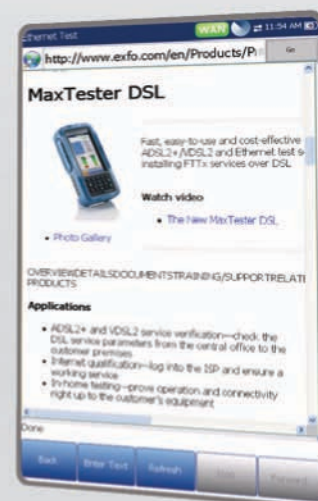 Ethernet Test
WAN 11:54 AM
http://www.exfo.com/en/Products/P
Go
MaxTester DSL
Fast, easy-to-use and cost-effective
ADSL2+/VDSL2 and Ethernet test s
installing FTTx services over DSL
Watch video
• The New MaxTester DSL
• Photo Gallery
OVERVIEWDETAILSDOCUMENTSTRAINING/SUPPORTRELATI
PRODUCTS
Applications
• ADSL2+ and VDSL2 service verification—check the
DSL service parameters from the central office to the
customer premises
• Internet qualification—log into the ISP and ensure a
working service
• In-home testing—prove operation and connectivity
right up to the customer's equipment
Done
Back Enter Text Refresh Forward